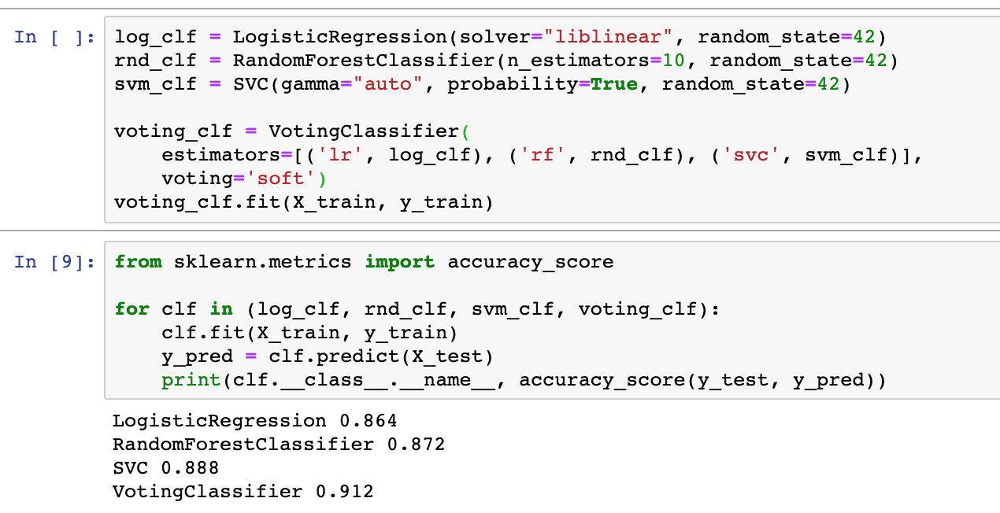 In [ ]: log_clf = LogisticRegression(solver="liblinear", random_state=42)
rnd_clf = RandomForestClassifier(n_estimators=10, random_state=42)
svm_clf = SVC(gamma="auto", probability=True, random_state=42)

voting_clf = VotingClassifier(
    estimators=[('lr', log_clf), ('rf', rnd_clf), ('svc', svm_clf)],
    voting='soft')
voting_clf.fit(X_train, y_train)
In [9]: from sklearn.metrics import accuracy_score

for clf in (log_clf, rnd_clf, svm_clf, voting_clf):
    clf.fit(X_train, y_train)
    y_pred = clf.predict(X_test)
    print(clf.__class__.__name__, accuracy_score(y_test, y_pred))
LogisticRegression 0.864
RandomForestClassifier 0.872
SVC 0.888
VotingClassifier 0.912